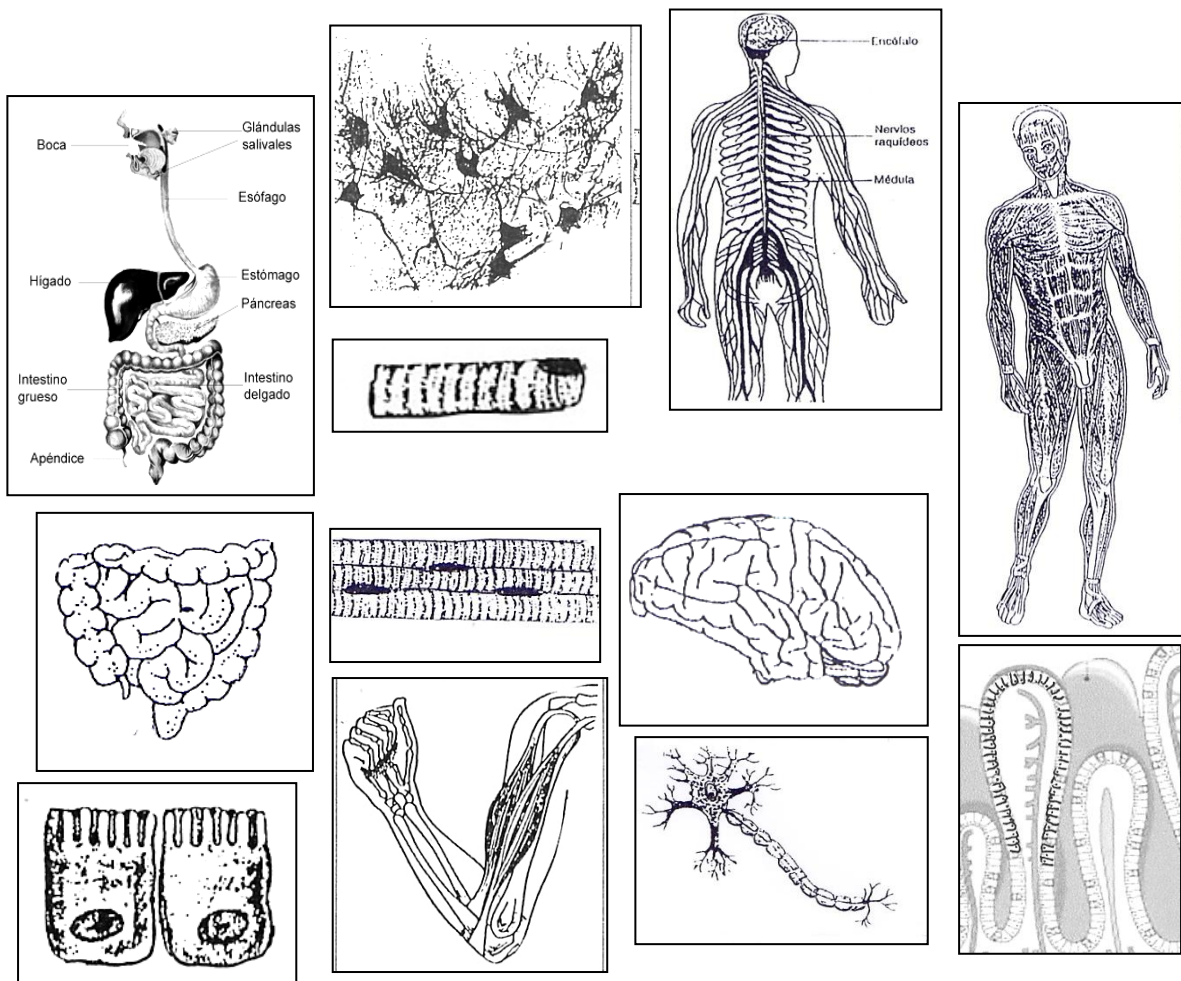 Boca
Glándulas
salivales
Esófago
Hígado
Estómago
Páncreas
Intestino
grueso
Intestino
delgado
Apéndice
Encéfalo
Nervios
raquídeos
Médula